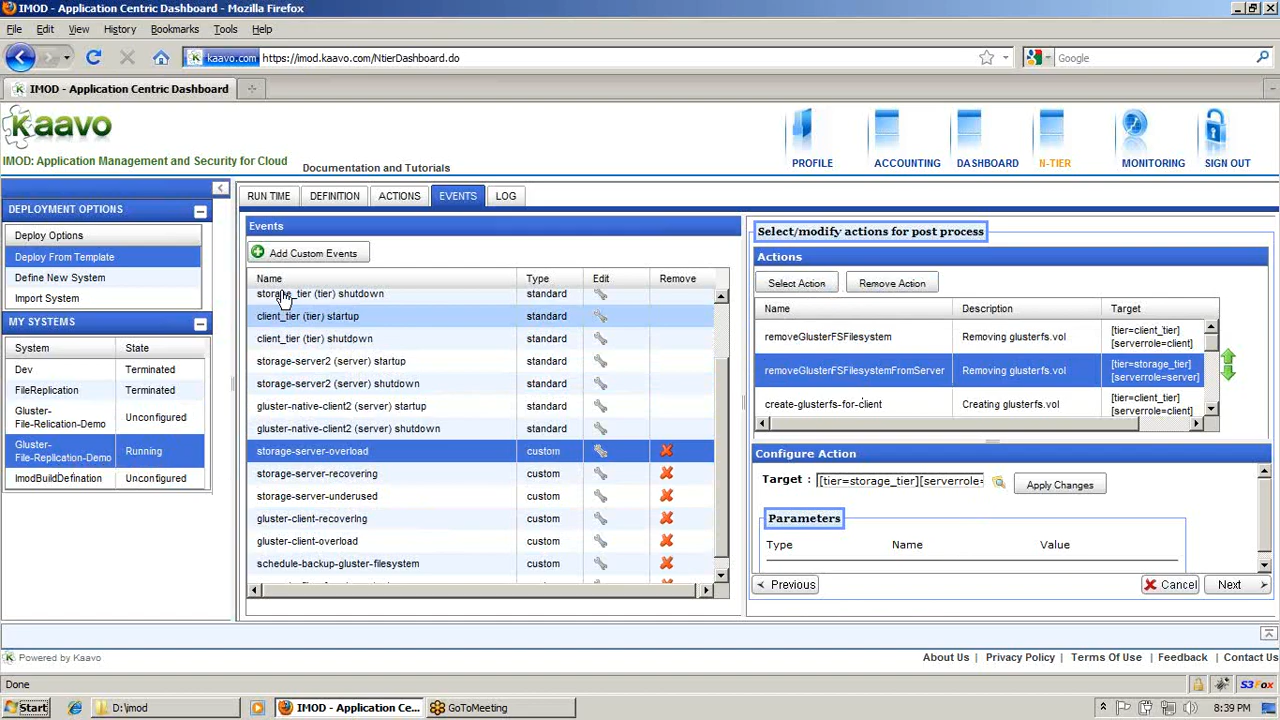 IMOD - Application Centric Dashboard - Mozilla Firefox
File Edit View History Bookmarks Tools Help
kaavo.com https://imod.kaavo.com/NtierDashboard.do
Google
IMOD - Application Centric Dashboard
Kaavo
IMOD: Application Management and Security for Cloud
Documentation and Tutorials
PROFILE ACCOUNTING DASHBOARD N-TIER MONITORING SIGN OUT
DEPLOYMENT OPTIONS
Deploy Options
Deploy From Template
Define New System
Import System
MY SYSTEMS
System State
Dev Terminated
FileReplication Terminated
Gluster-
File-Relication-Demo Unconfigured
Gluster-
File-Replication-Demo Running
ImodBuildDefination Unconfigured
RUN TIME DEFINITION ACTIONS EVENTS LOG
Events
Add Custom Events
Name Type Edit Remove
storage_tier (tier) shutdown standard
client_tier (tier) startup standard
client_tier (tier) shutdown standard
storage-server2 (server) startup standard
storage-server2 (server) shutdown standard
gluster-native-client2 (server) startup standard
gluster-native-client2 (server) shutdown standard
storage-server-overload custom
storage-server-recovering custom
storage-server-underused custom
gluster-client-recovering custom
gluster-client-overload custom
schedule-backup-gluster-filesystem custom
Select/modify actions for post process
Actions
Select Action Remove Action
Name Description Target
removeGlusterFSFilesystem Removing glusterfs.vol [tier=client_tier]
[serverrole=client]
removeGlusterFSFilesystemFromServer Removing glusterfs.vol [tier=storage_tier]
[serverrole=server]
create-glusterfs-for-client Creating glusterfs.vol [tier=client_tier]
[serverrole=client]
Configure Action
Target : [tier=storage_tier][serverrole= Apply Changes
Parameters
Type Name Value
Previous Cancel Next
Powered by Kaavo
About Us | Privacy Policy | Terms Of Use | Feedback | Contact Us
Done
S3Fox
Start D:\imod IMOD - Application Ce... GoToMeeting 8:39 PM